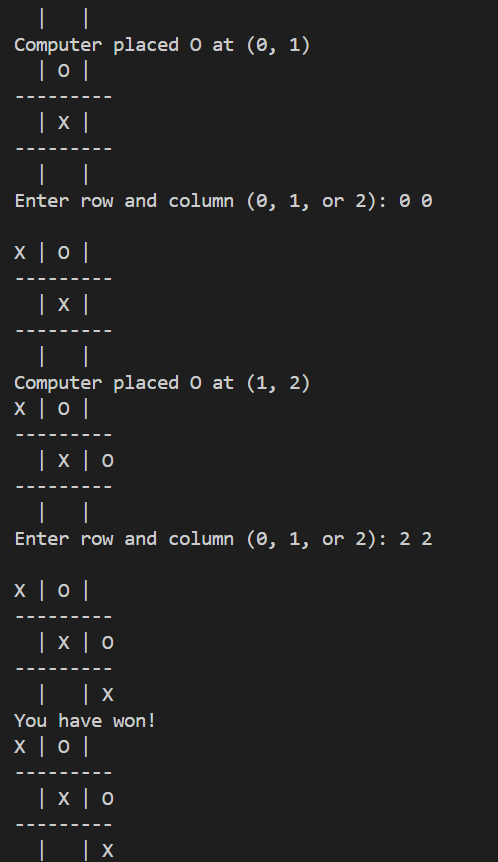 |   |
Computer placed O at (0, 1)
  | O |
---------
  | X |
---------
  |   |
Enter row and column (0, 1, or 2): 0 0

X | O |
---------
  | X |
---------
  |   |
Computer placed O at (1, 2)
X | O |
---------
  | X | O
---------
  |   |
Enter row and column (0, 1, or 2): 2 2

X | O |
---------
  | X | O
---------
  |   | X
You have won!
X | O |
---------
  | X | O
---------
  |   | X